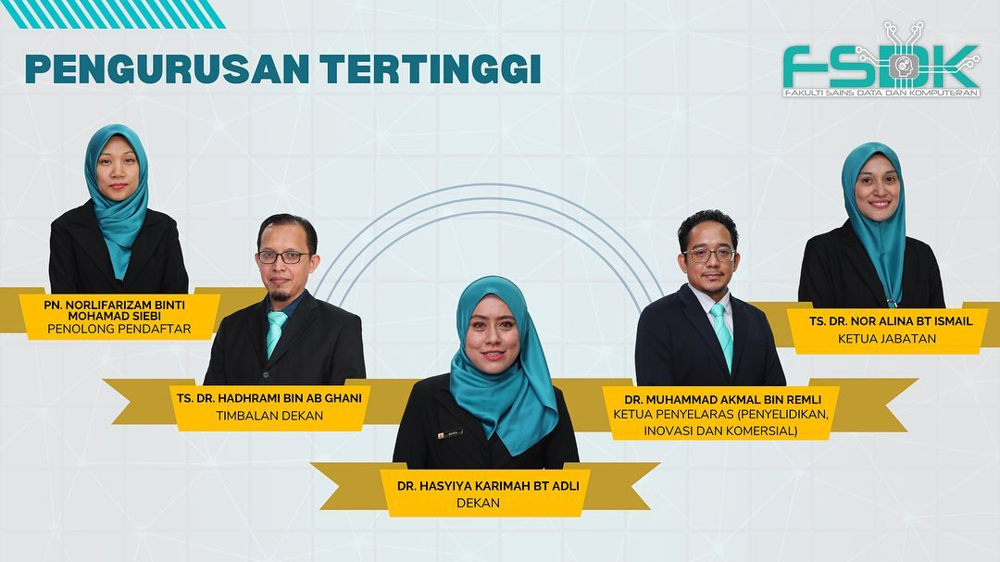 PENGURUSAN TERTINGGI
FSDK
FAKULTI SAINS DATA DAN KOMPUTERAN
PN. NORLIFARIZAM BINTI
MOHAMAD SIEBI
PENOLONG PENDAFTAR
TS. DR. HADHRAMI BIN AB GHANI
TIMBALAN DEKAN
DR. HASYIYA KARIMAH BT ADLI
DEKAN
DR. MUHAMMAD AKMAL BIN REMLI
KETUA PENYELARAS (PENYELIDIKAN,
INOVASI DAN KOMERSIAL)
TS. DR. NOR ALINA BT ISMAIL
KETUA JABATAN